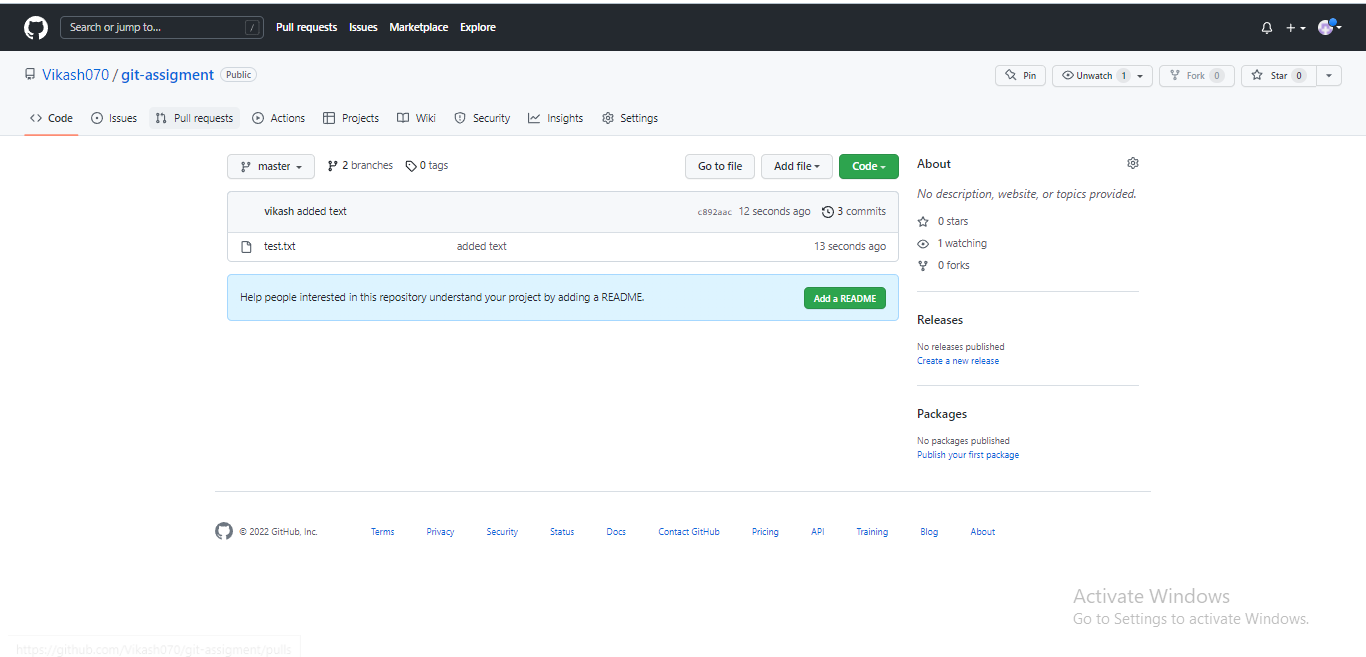 Search or jump to... / Pull requests Issues Marketplace Explore
Vikash070 / git-assigment Public Pin Unwatch 1 Fork 0 Star 0
Code Issues Pull requests Actions Projects Wiki Security Insights Settings
master 2 branches 0 tags Go to file Add file Code
vikash added text c892aac 12 seconds ago 3 commits
test.txt added text 13 seconds ago
Help people interested in this repository understand your project by adding a README. Add a README
About
No description, website, or topics provided.
0 stars
1 watching
0 forks
Releases
No releases published
Create a new release
Packages
No packages published
Publish your first package
© 2022 GitHub, Inc. Terms Privacy Security Status Docs Contact GitHub Pricing API Training Blog About
Activate Windows
Go to Settings to activate Windows.
https://github.com/Vikash070/git-assigment/pulls